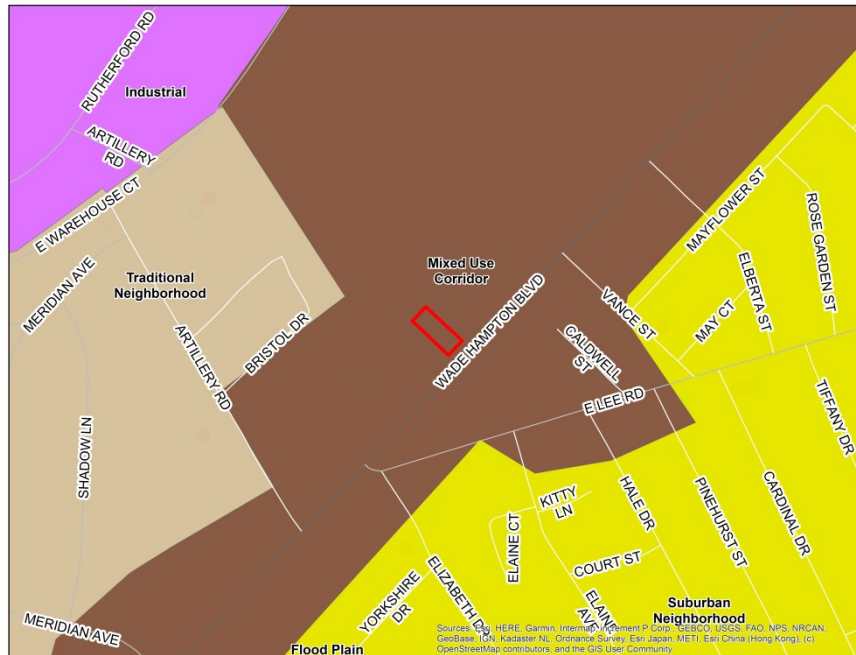 RUTHERFORD RD
Industrial
ARTILLERY
RD
E WAREHOUSE CT
MERIDIAN AVE
Traditional
Neighborhood
ARTILLERY RD
BRISTOL DR
SHADOW LN
MERIDIAN AVE
Mixed Use
Corridor
WADE HAMPTON BLVD
MAYFLOWER ST
ROSE GARDEN ST
ELBERTA ST
VANCE ST
MAY CT
CALDWELL
ST
E LEE RD
TIFFANY DR
CARDINAL DR
PINEHURST ST
HALE DR
KITTY
LN
ELAINE CT
COURT ST
ELAINE
AVE
ELIZABETH DR
YORKSHIRE
DR
Suburban
Neighborhood
Flood Plain
Sources: Esri, HERE, Garmin, Intermap, increment P Corp., GEBCO, USGS, FAO, NPS, NRCAN,
GeoBase, IGN, Kadaster NL, Ordnance Survey, Esri Japan, METI, Esri China (Hong Kong), (c)
OpenStreetMap contributors, and the GIS User Community